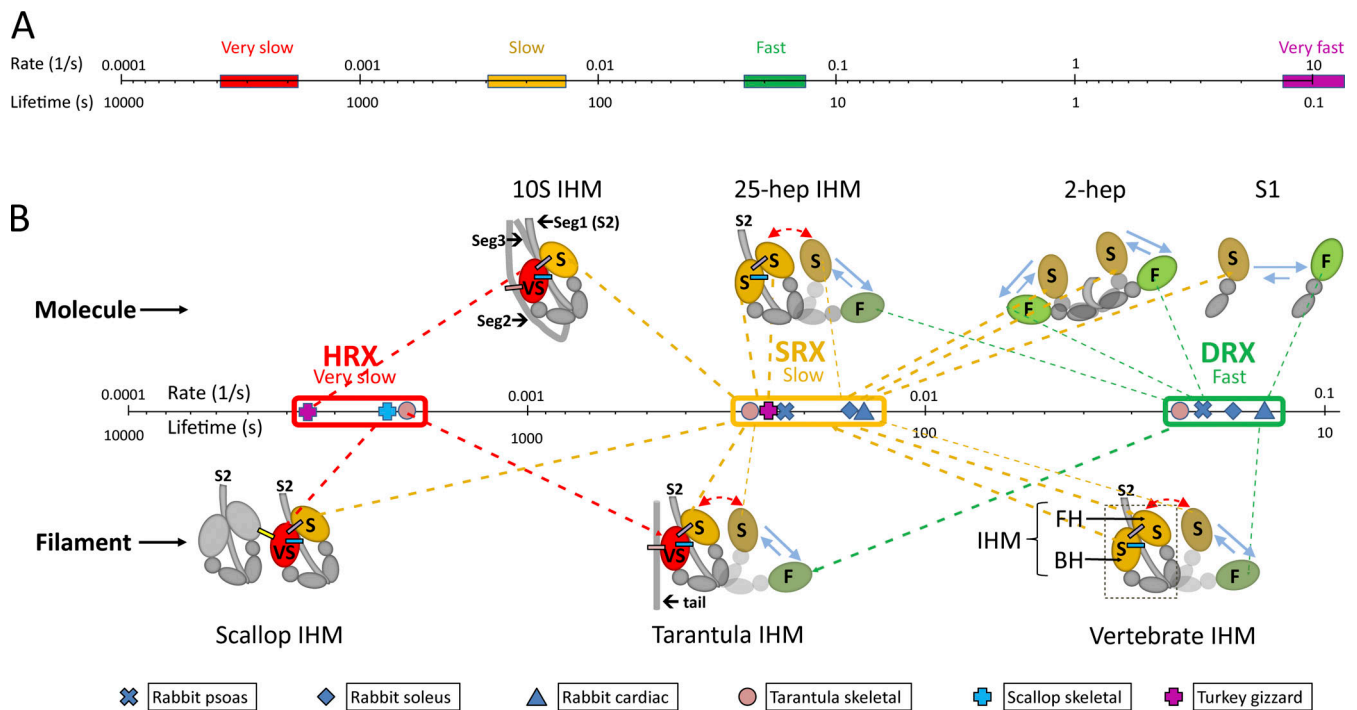 A
Very slow Slow Fast Very fast
Rate (1/s) 0.0001 0.001 0.01 0.1 1 10
Lifetime (s) 10000 1000 100 10 1 0.1
10S IHM 25-hep IHM 2-hep S1
B
S2
Seg1 (S2)
Seg3
S
VS
Seg2
S S S F
S S F F
S F
Molecule
HRX SRX DRX
Very slow Slow Fast
Rate (1/s) 0.0001 0.001 0.01 0.1
Lifetime (s) 10000 1000 100 10
Filament
S2 S2
S
VS
S2
S S
VS
F
tail
S2
IHM
FH
BH
S S S
F
Scallop IHM Tarantula IHM Vertebrate IHM
Rabbit psoas Rabbit soleus Rabbit cardiac Tarantula skeletal Scallop skeletal Turkey gizzard